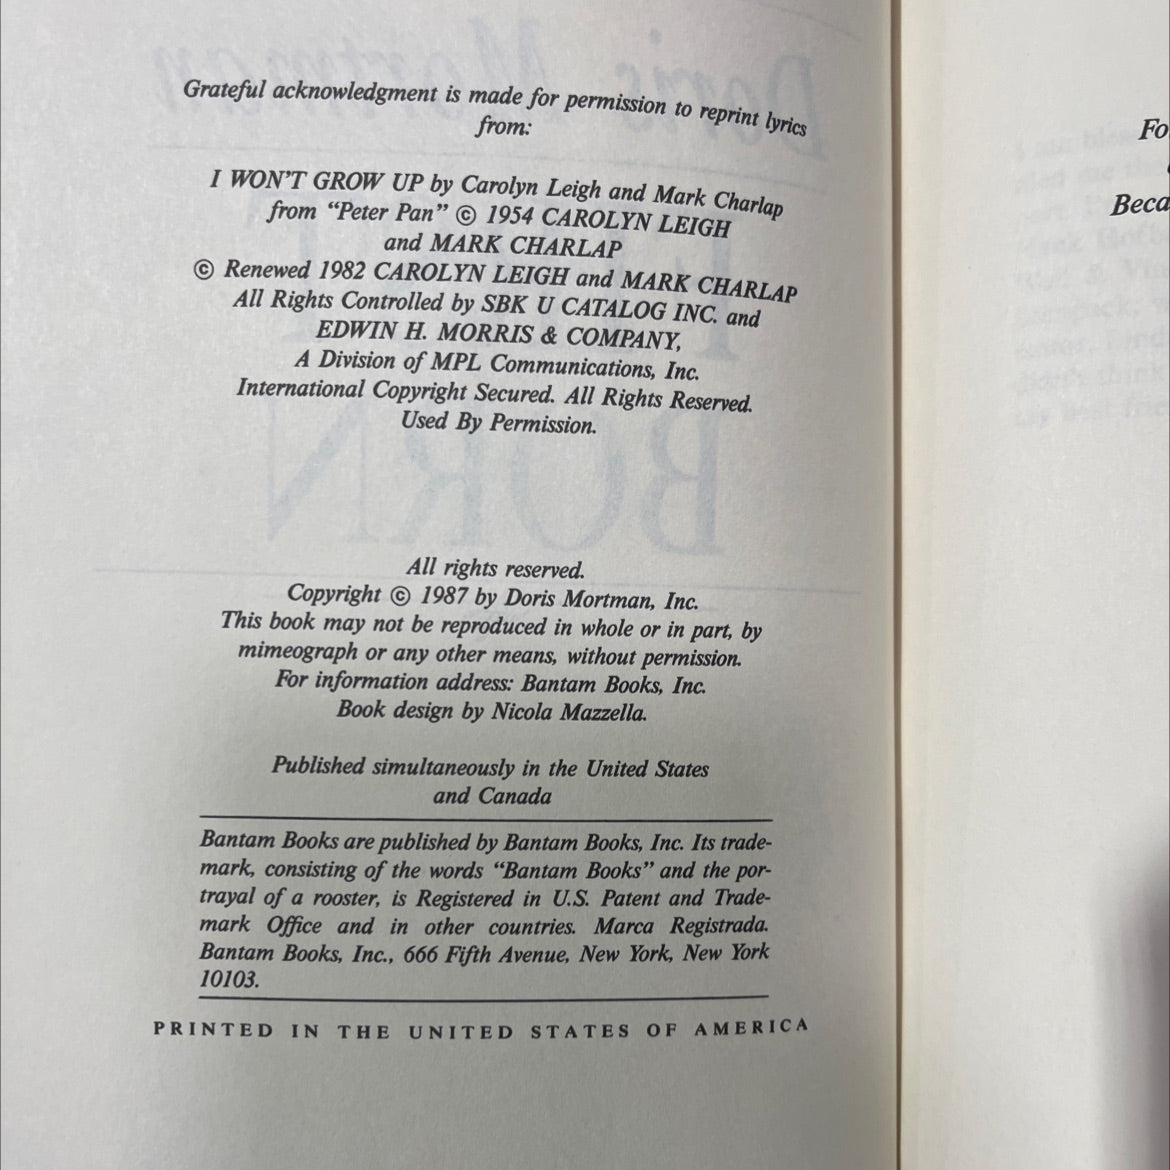 Grateful acknowledgment is made for permission to reprint lyrics
from:
I WON'T GROW UP by Carolyn Leigh and Mark Charlap
from “Peter Pan” © 1954 CAROLYN LEIGH
and MARK CHARLAP
© Renewed 1982 CAROLYN LEIGH and MARK CHARLAP
All Rights Controlled by SBK U CATALOG INC. and
EDWIN H. MORRIS & COMPANY,
A Division of MPL Communications, Inc.
International Copyright Secured. All Rights Reserved.
Used By Permission.
All rights reserved.
Copyright © 1987 by Doris Mortman, Inc.
This book may not be reproduced in whole or in part, by
mimeograph or any other means, without permission.
For information address: Bantam Books, Inc.
Book design by Nicola Mazzella.
Published simultaneously in the United States
and Canada
Bantam Books are published by Bantam Books, Inc. Its trade-
mark, consisting of the words “Bantam Books” and the por-
trayal of a rooster, is Registered in U.S. Patent and Trade-
mark Office and in other countries. Marca Registrada.
Bantam Books, Inc., 666 Fifth Avenue, New York, New York
10103.
PRINTED IN THE UNITED STATES OF AMERICA
Fo
Beca